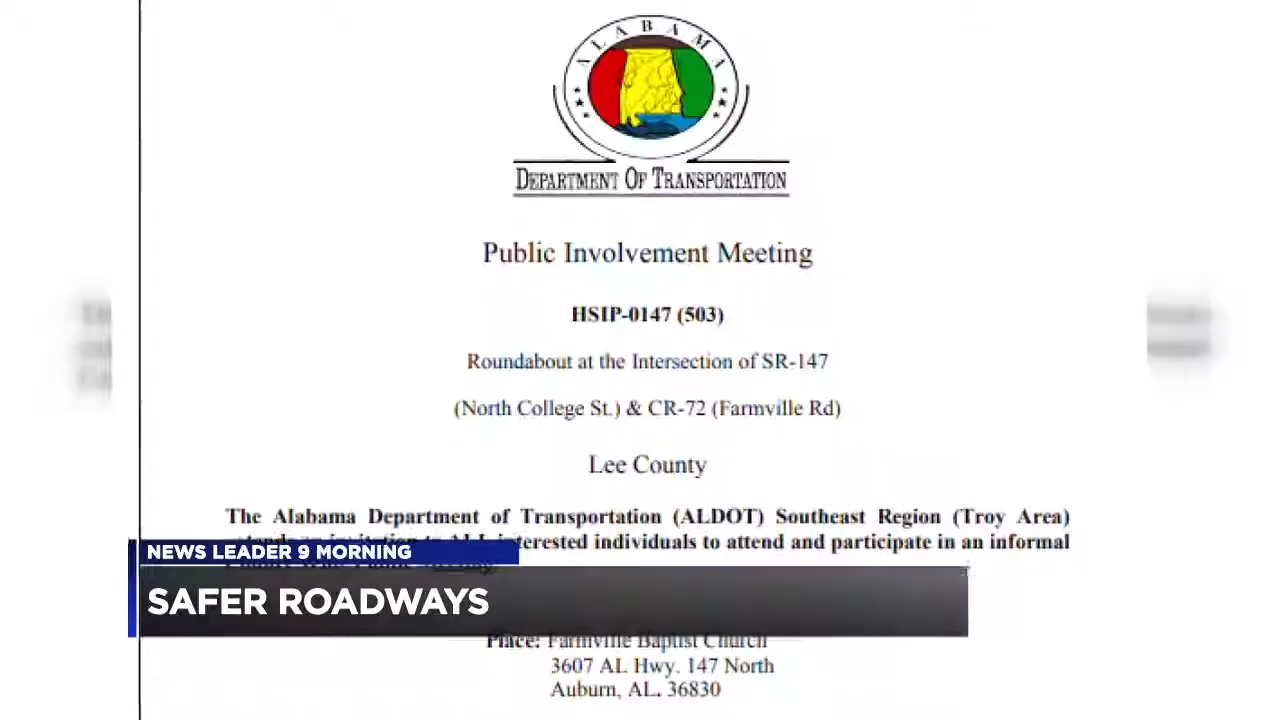 ALABAMA
DEPARTMENT OF TRANSPORTATION
Public Involvement Meeting
HSIP-0147 (503)
Roundabout at the Intersection of SR-147
(North College St.) & CR-72 (Farmville Rd)
Lee County
The Alabama Department of Transportation (ALDOT) Southeast Region (Troy Area)
interested individuals to attend and participate in an informal
NEWS LEADER 9 MORNING
SAFER ROADWAYS
Place: Farmville Baptist Church
3607 AL Hwy. 147 North
Auburn, AL. 36830